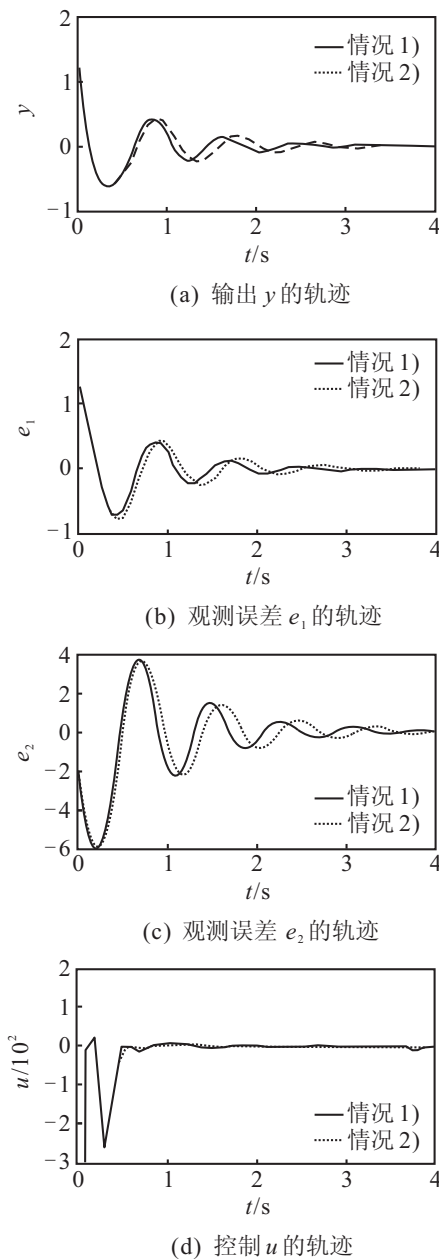 2
情况 1)
情况 2)
1
y
0
−1
0
1
2
3
4
t/s
(a) 输出 y 的轨迹
2
情况 1)
情况 2)
1
e₁
0
−1
0
1
2
3
4
t/s
(b) 观测误差 e₁ 的轨迹
4
2
0
e₂
−2
−4
−6
情况 1)
情况 2)
0
1
2
3
4
t/s
(c) 观测误差 e₂ 的轨迹
2
1
0
u/10²
−1
−2
−3
情况 1)
情况 2)
0
1
2
3
4
t/s
(d) 控制 u 的轨迹